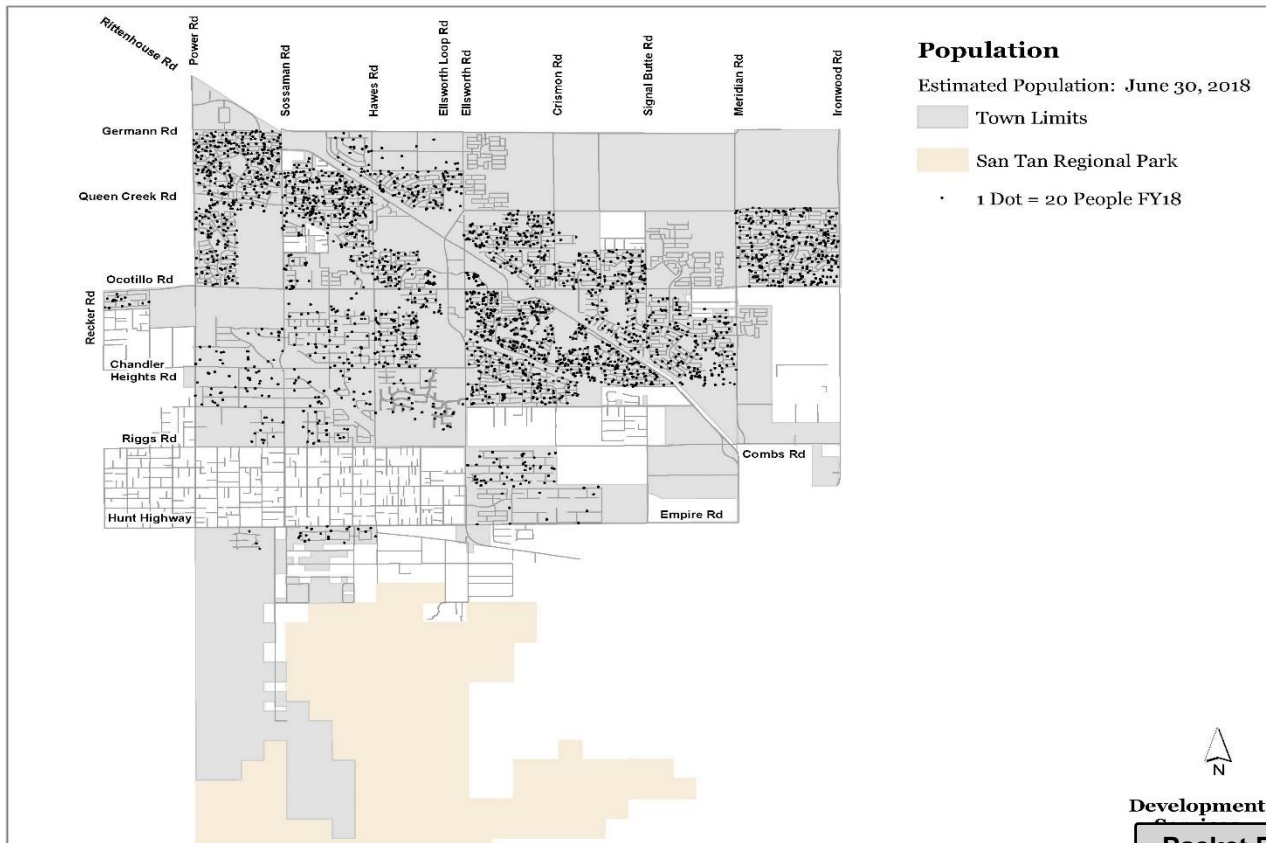 Rittenhouse Rd
Power Rd
Sossaman Rd
Hawes Rd
Ellsworth Loop Rd
Ellsworth Rd
Crismon Rd
Signal Butte Rd
Meridian Rd
Ironwood Rd
Germann Rd
Queen Creek Rd
Ocotillo Rd
Recker Rd
Chandler
Heights Rd
Riggs Rd
Combs Rd
Hunt Highway
Empire Rd
Population
Estimated Population: June 30, 2018
Town Limits
San Tan Regional Park
1 Dot = 20 People FY18
N
Development